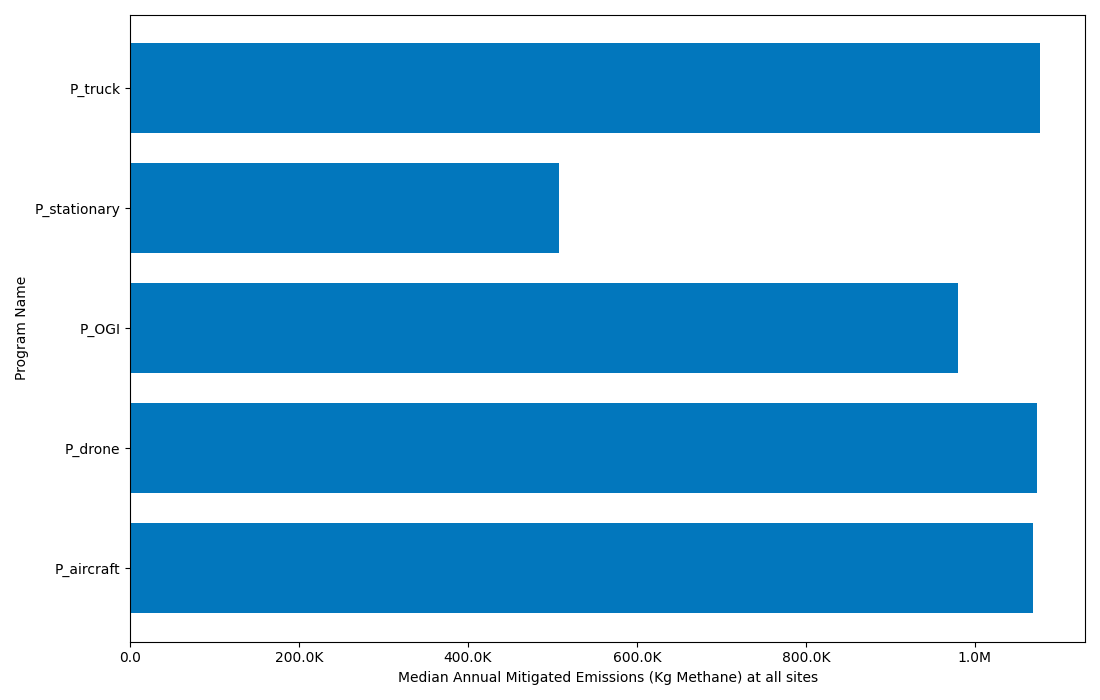 P_truck
P_stationary
P_OGI
P_drone
P_aircraft
Program Name
0.0 200.0K 400.0K 600.0K 800.0K 1.0M
Median Annual Mitigated Emissions (Kg Methane) at all sites